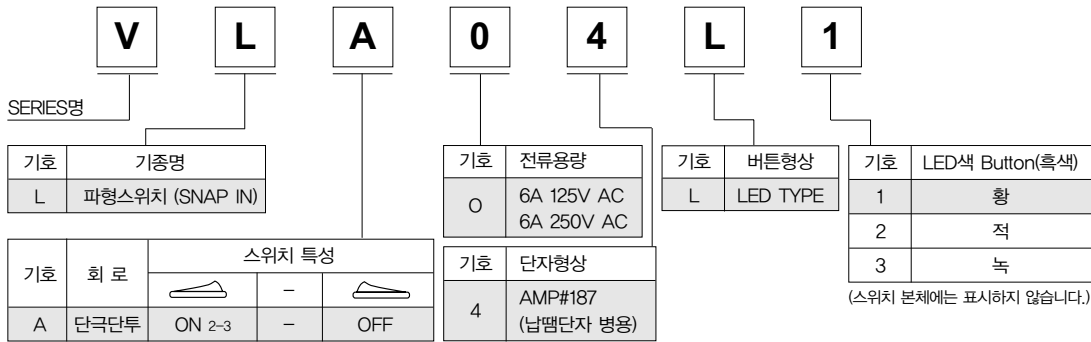 V L A 0 4 L 1
SERIES명
기호 기종명
L 파형스위치 (SNAP IN)
기호 회 로 스위치 특성
–
A 단극단투 ON 2-3 – OFF
기호 전류용량
O 6A 125V AC
6A 250V AC
기호 단자형상
4 AMP#187
(납땜단자 병용)
기호 버튼형상
L LED TYPE
기호 LED색 Button(흑색)
1 황
2 적
3 녹
(스위치 본체에는 표시하지 않습니다.)